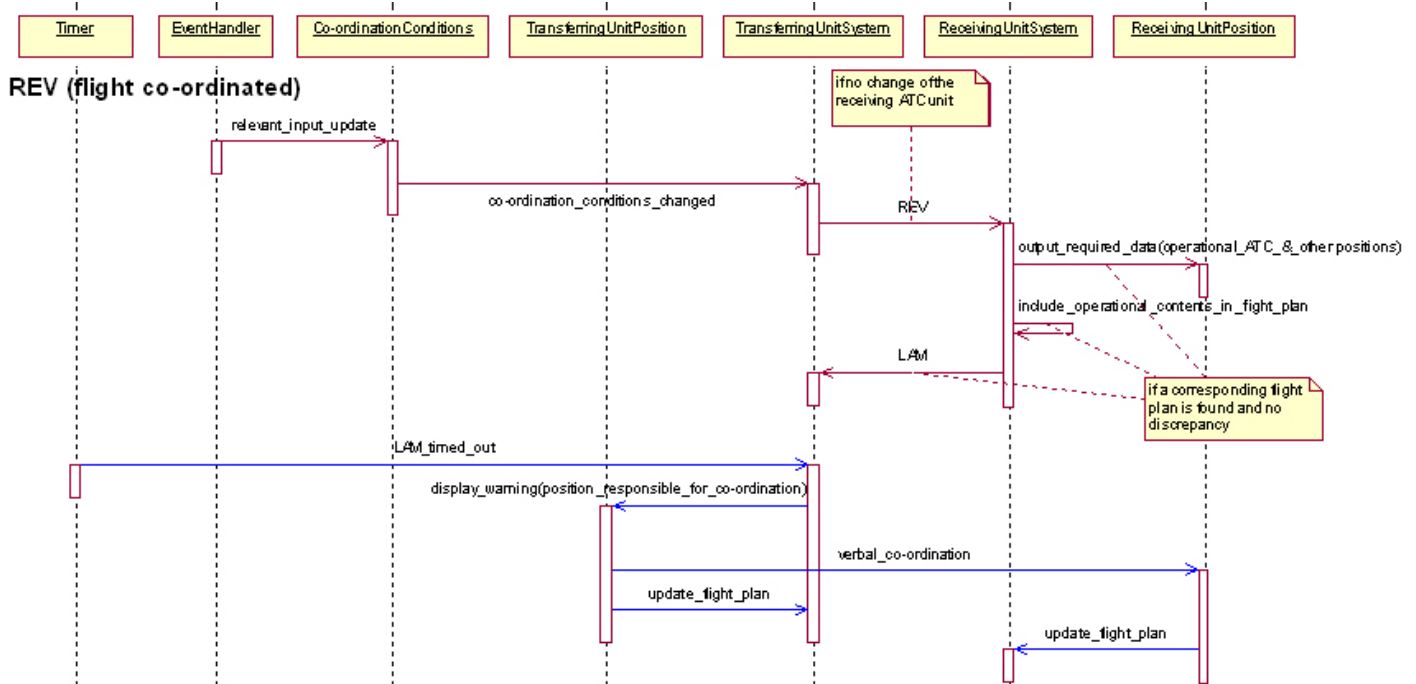 Timer
EventHandler
Co-ordinationConditions
TransferringUnitPosition
TransferringUnitSystem
ReceivingUnitSystem
ReceivingUnitPosition
REV (flight co-ordinated)
if no change of the
receiving ATC unit
relevant_input_update
co-ordination_conditions_changed
REV
output_required_data(operational_ATC_&_other positions)
include_operational_contents_in_fight_plan
LAM
if a corresponding flight
plan is found and no
discrepancy
LAM_timed_out
display_warning(position_responsible_for_co-ordination)
verbal_co-ordination
update_flight_plan
update_flight_plan